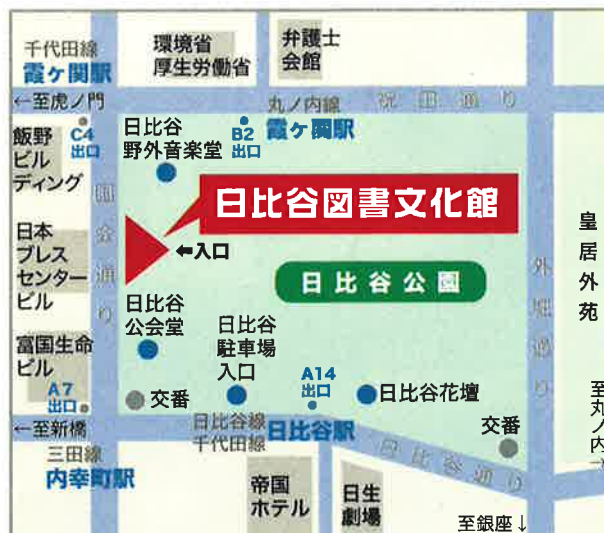 千代田線
霞ケ関駅
環境省
厚生労働省
弁護士
会館
←至虎ノ門
丸ノ内線
霞ケ関駅
祝田通り
飯野
ビル
ディング
C4
出口
日比谷
野外音楽堂
B2
出口
國会通り
日比谷図書文化館
←入口
日比谷公園
日本
プレス
センター
ビル
皇居外苑
外堀通り
日比谷
公会堂
日比谷
駐車場
入口
富国生命
ビル
A7
出口
A14
出口
交番
日比谷花壇
交番
至丸ノ内→
←至新橋
日比谷線
千代田線
日比谷駅
日比谷通り
三田線
内幸町駅
帝国
ホテル
日生
劇場
至銀座↓